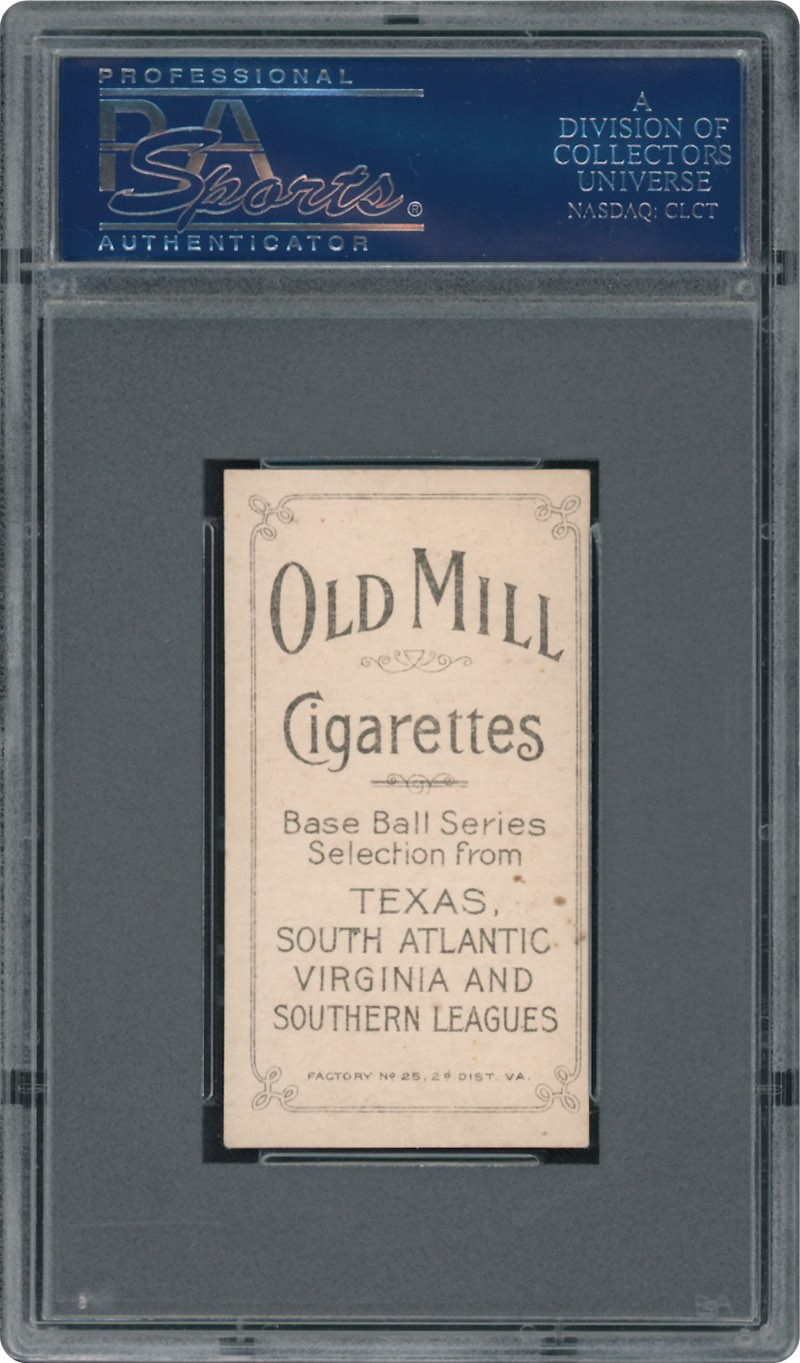 PROFESSIONAL
PSA
Sports®
AUTHENTICATOR
A
DIVISION OF
COLLECTORS
UNIVERSE
NASDAQ: CLCT
OLD MILL
Cigarettes
Base Ball Series
Selection from
TEXAS,
SOUTH ATLANTIC
VIRGINIA AND
SOUTHERN LEAGUES
FACTORY Nº 25, 2d DIST. VA.